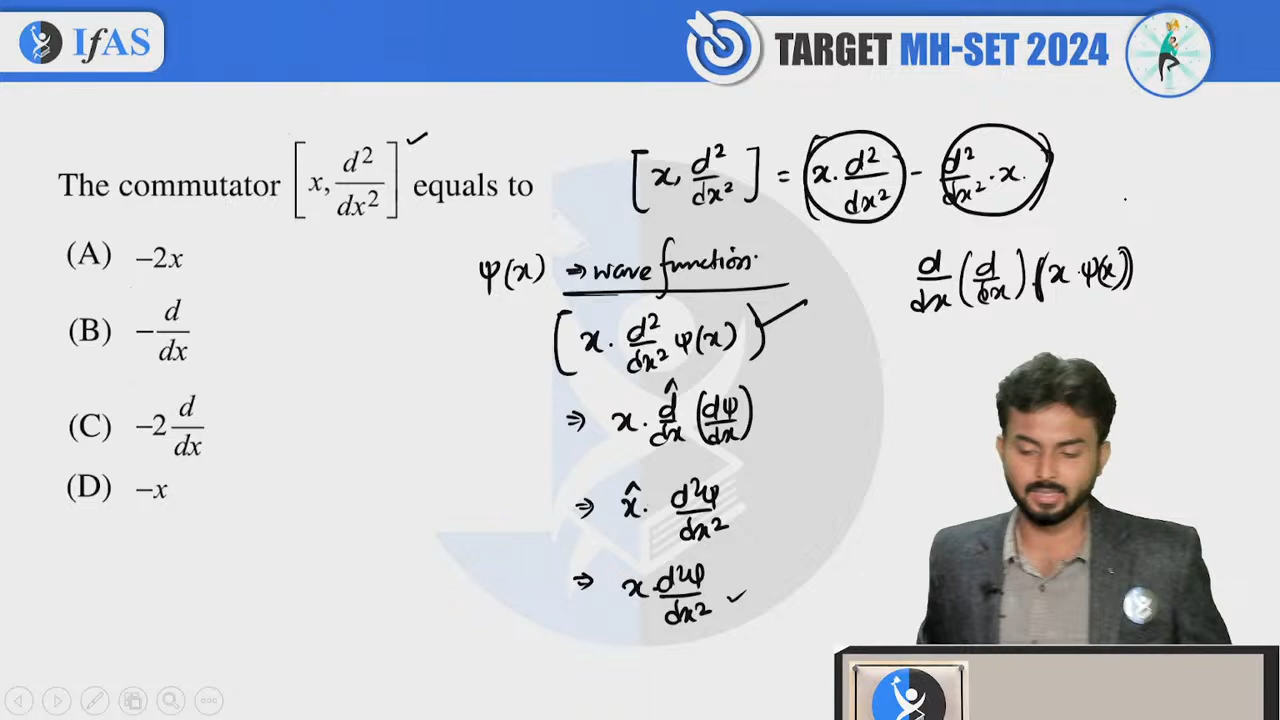 IfAS
TARGET MH-SET 2024
The commutator [x, d²/dx²] equals to
(A) −2x
(B) −d/dx
(C) −2 d/dx
(D) −x
[x, d²/dx²] = (x · d²/dx² − d²/dx² · x)
ψ(x) ⇒ wave function.
[x · d²/dx² ψ(x)) ✓
⇒ x · d̂/dx (dψ/dx)
⇒ x̂ · d²ψ/dx²
⇒ x · d²ψ/dx² ✓
d/dx (d/dx) · (x · ψ(x))